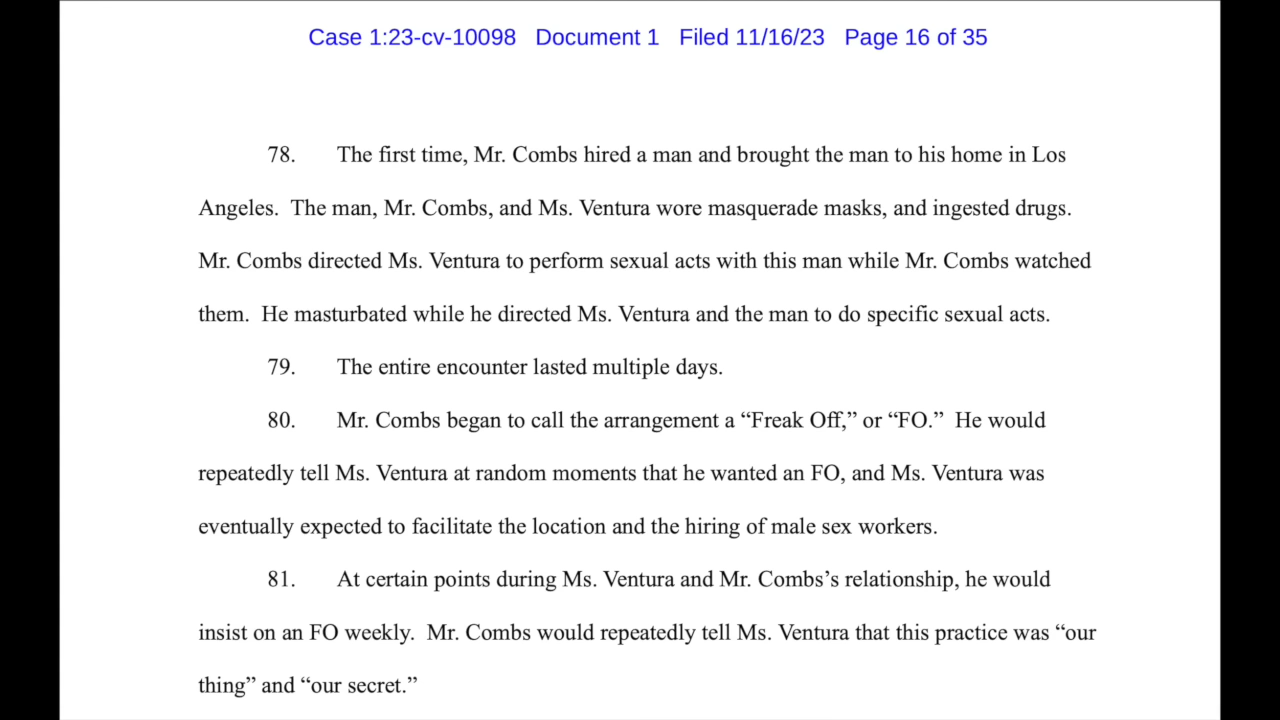 Case 1:23-cv-10098 Document 1 Filed 11/16/23 Page 16 of 35
78. The first time, Mr. Combs hired a man and brought the man to his home in Los
Angeles. The man, Mr. Combs, and Ms. Ventura wore masquerade masks, and ingested drugs.
Mr. Combs directed Ms. Ventura to perform sexual acts with this man while Mr. Combs watched
them. He masturbated while he directed Ms. Ventura and the man to do specific sexual acts.
79. The entire encounter lasted multiple days.
80. Mr. Combs began to call the arrangement a “Freak Off,” or “FO.” He would
repeatedly tell Ms. Ventura at random moments that he wanted an FO, and Ms. Ventura was
eventually expected to facilitate the location and the hiring of male sex workers.
81. At certain points during Ms. Ventura and Mr. Combs’s relationship, he would
insist on an FO weekly. Mr. Combs would repeatedly tell Ms. Ventura that this practice was “our
thing” and “our secret.”